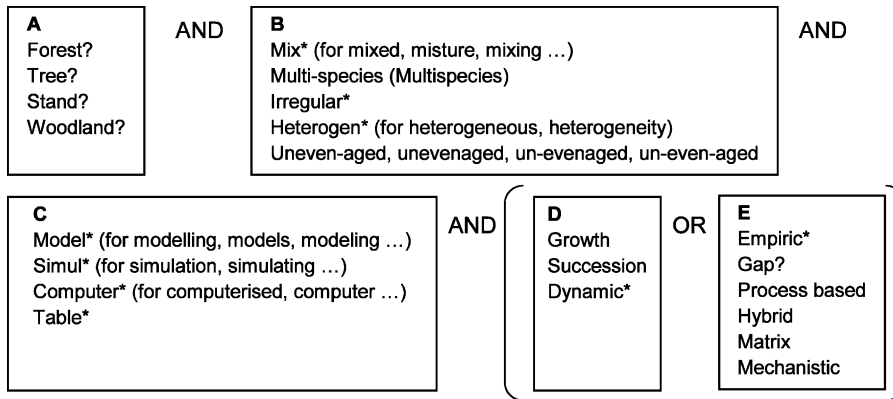 A
Forest?
Tree?
Stand?
Woodland?
AND
B
Mix* (for mixed, misture, mixing …)
Multi-species (Multispecies)
Irregular*
Heterogen* (for heterogeneous, heterogeneity)
Uneven-aged, unevenaged, un-evenaged, un-even-aged
AND
C
Model* (for modelling, models, modeling …)
Simul* (for simulation, simulating …)
Computer* (for computerised, computer …)
Table*
AND
D
Growth
Succession
Dynamic*
OR
E
Empiric*
Gap?
Process based
Hybrid
Matrix
Mechanistic